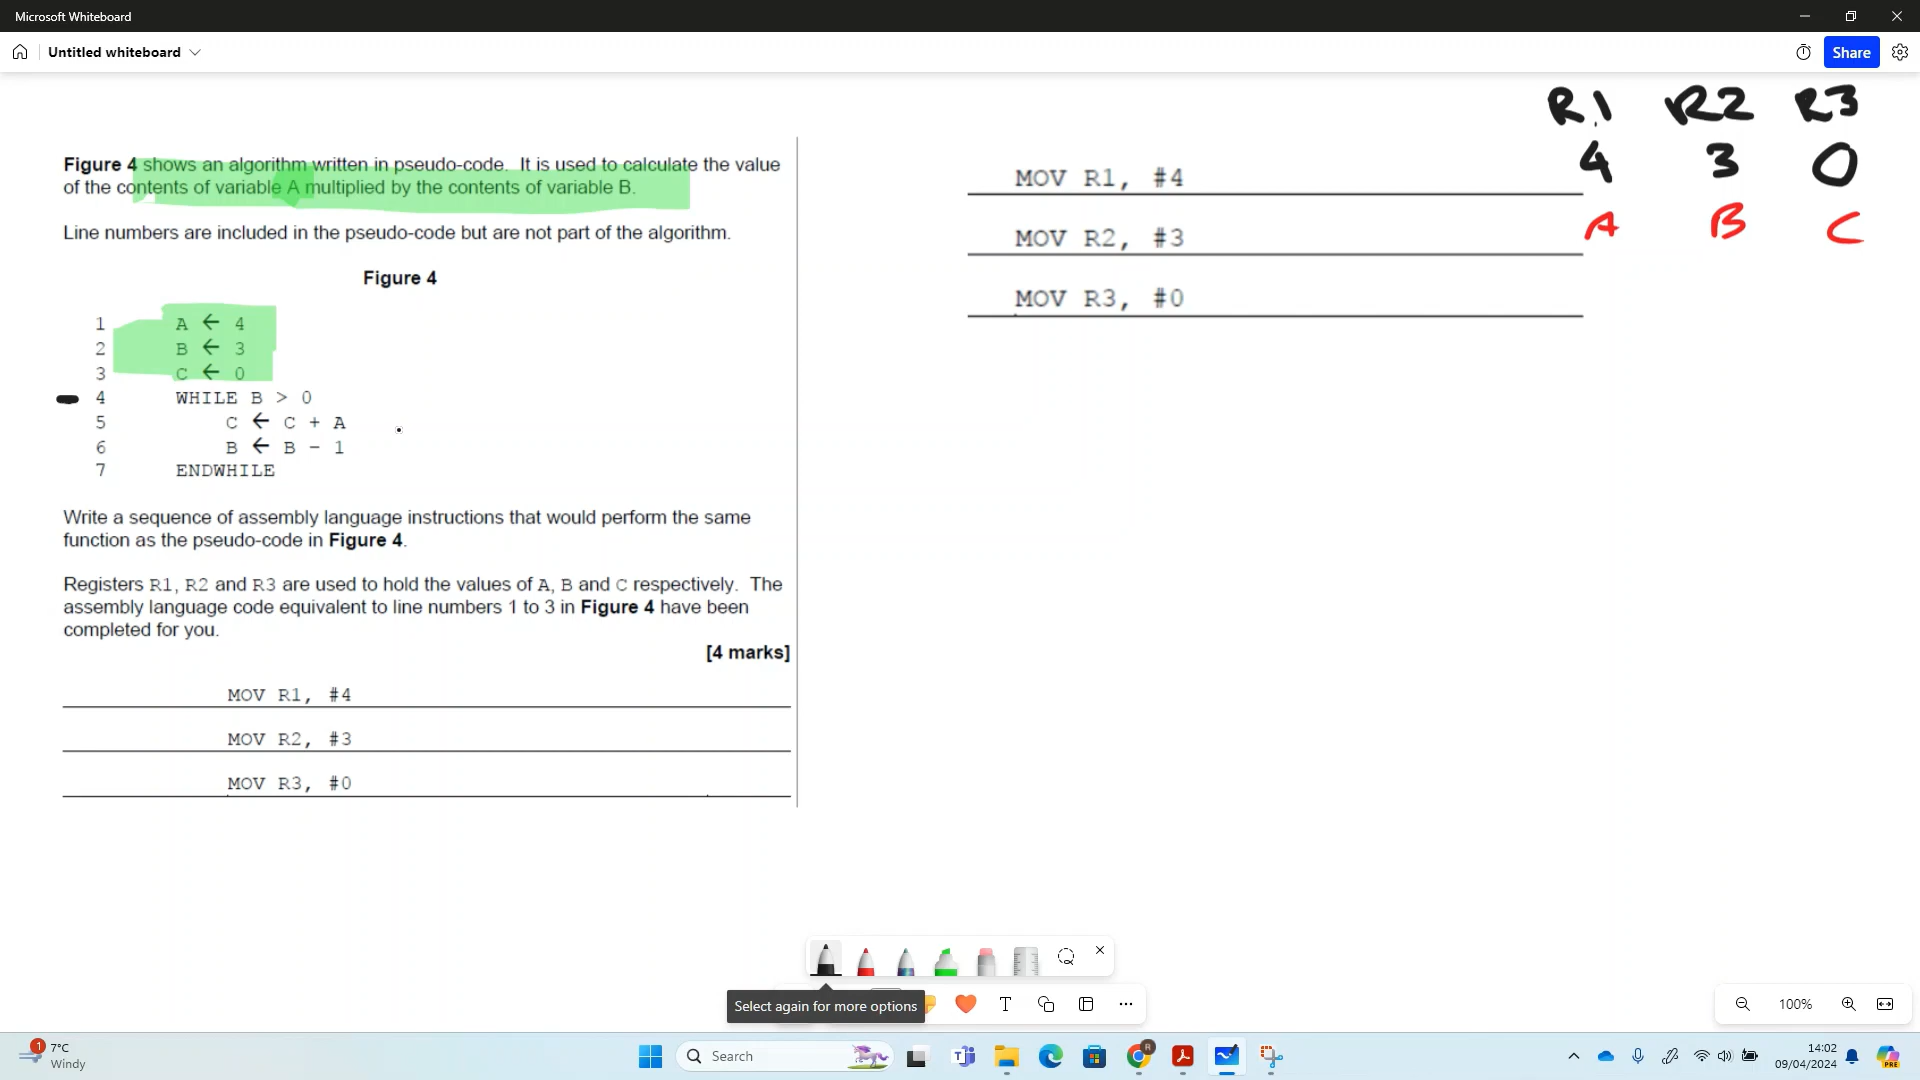 Microsoft Whiteboard
Untitled whiteboard
Share
Figure 4 shows an algorithm written in pseudo-code. It is used to calculate the value
of the contents of variable A multiplied by the contents of variable B.
Line numbers are included in the pseudo-code but are not part of the algorithm.
Figure 4
1 A ← 4
2 B ← 3
3 C ← 0
4 WHILE B > 0
5 C ← C + A
6 B ← B - 1
7 ENDWHILE
Write a sequence of assembly language instructions that would perform the same
function as the pseudo-code in Figure 4.
Registers R1, R2 and R3 are used to hold the values of A, B and C respectively. The
assembly language code equivalent to line numbers 1 to 3 in Figure 4 have been
completed for you.
[4 marks]
MOV R1, #4
MOV R2, #3
MOV R3, #0
MOV R1, #4
MOV R2, #3
MOV R3, #0
R1 R2 R3
4 3 0
A B C
Select again for more options
T
100%
1
7°C
Windy
Search
R
14:02
09/04/2024
PRE